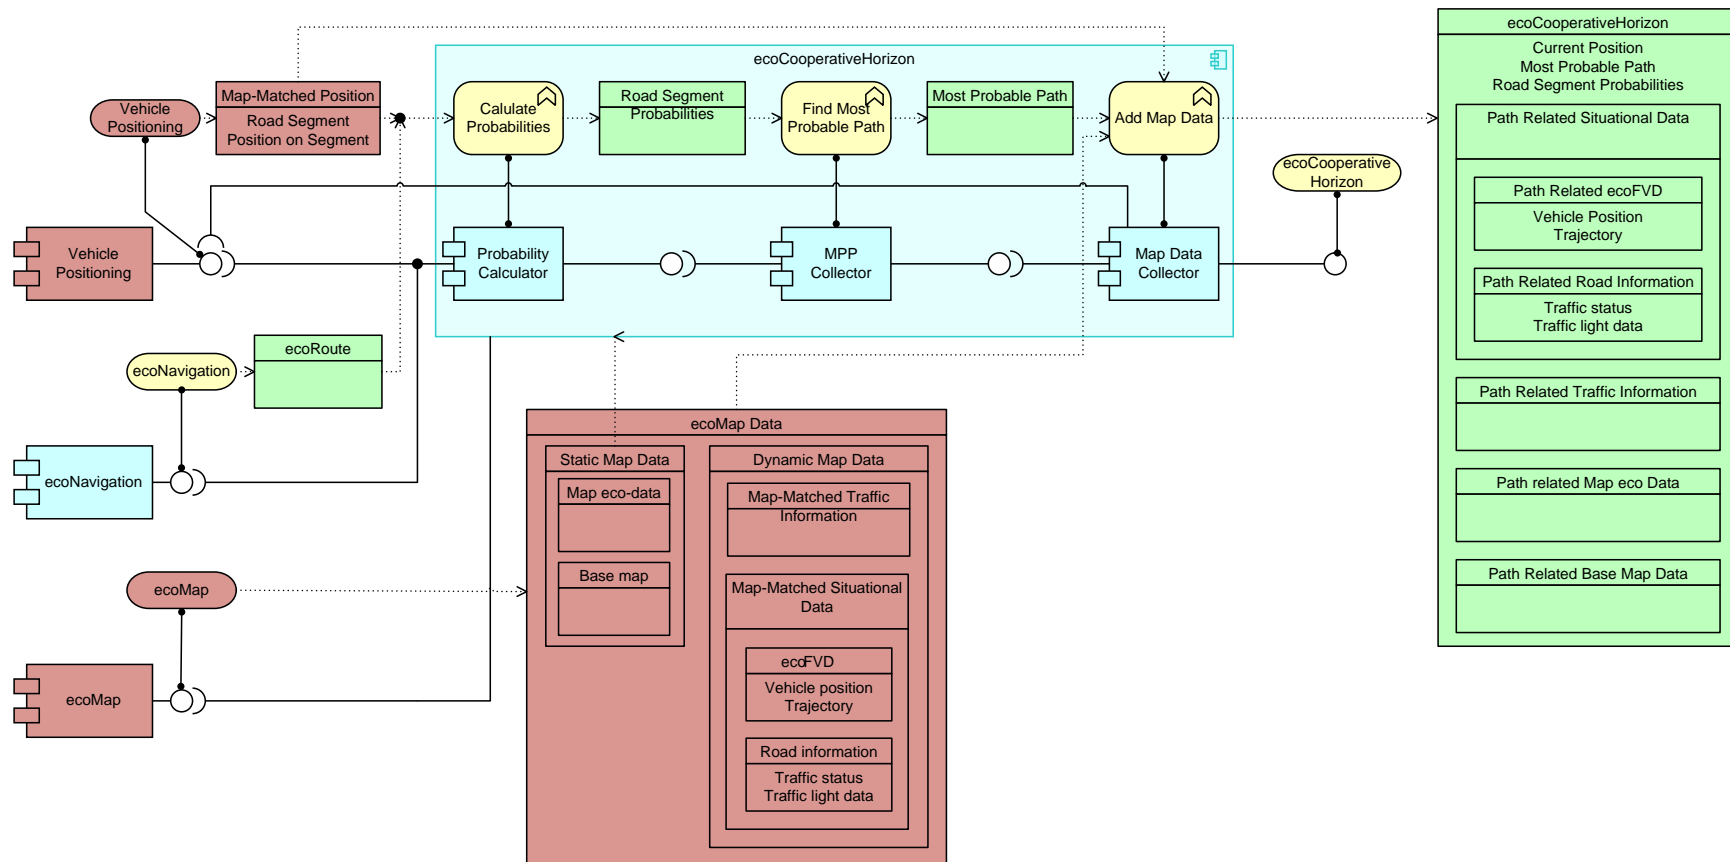 ecoCooperativeHorizon
Map-Matched Position
Road Segment
Position on Segment
Vehicle
Positioning
Calulate
Probabilities
Road Segment
Probabilities
Find Most
Probable Path
Most Probable Path
Add Map Data
ecoCooperative
Horizon
Vehicle
Positioning
Probability
Calculator
MPP
Collector
Map Data
Collector
ecoRoute
ecoNavigation
ecoNavigation
ecoMap
ecoMap
ecoMap Data
Static Map Data
Map eco-data
Base map
Dynamic Map Data
Map-Matched Traffic
Information
Map-Matched Situational
Data
ecoFVD
Vehicle position
Trajectory
Road information
Traffic status
Traffic light data
ecoCooperativeHorizon
Current Position
Most Probable Path
Road Segment Probabilities
Path Related Situational Data
Path Related ecoFVD
Vehicle Position
Trajectory
Path Related Road Information
Traffic status
Traffic light data
Path Related Traffic Information
Path related Map eco Data
Path Related Base Map Data